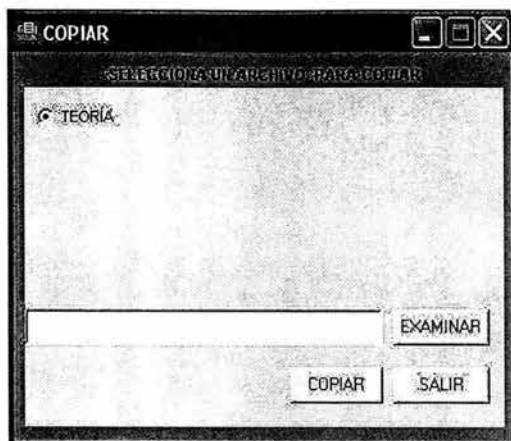 COPIAR
SELECCIONA UN ARCHIVO PARA COPIAR
TEORÍA
EXAMINAR
COPIAR
SALIR